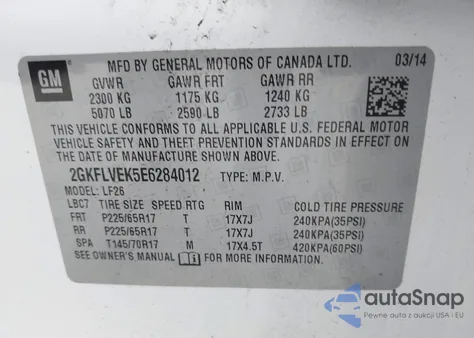 GM
MFD BY GENERAL MOTORS OF CANADA LTD. 03/14
GVWR GAWR FRT GAWR RR
2300 KG 1175 KG 1240 KG
5070 LB 2590 LB 2733 LB
THIS VEHICLE CONFORMS TO ALL APPLICABLE U.S. FEDERAL MOTOR
VEHICLE SAFETY AND THEFT PREVENTION STANDARDS IN EFFECT ON
THE DATE OF MANUFACTURE SHOWN ABOVE.
2GKFLVEK5E6284012 TYPE: M.P.V.
MODEL: LF26
LBC7 TIRE SIZE SPEED RTG RIM COLD TIRE PRESSURE
FRT P225/65R17 T 17X7J 240KPA(35PSI)
RR P225/65R17 T 17X7J 240KPA(35PSI)
SPA T145/70R17 M 17X4.5T 420KPA(60PSI)
SEE OWNER'S MANUAL i FOR MORE INFORMATION.
autoSnap
Pewne auta z aukcji USA i EU